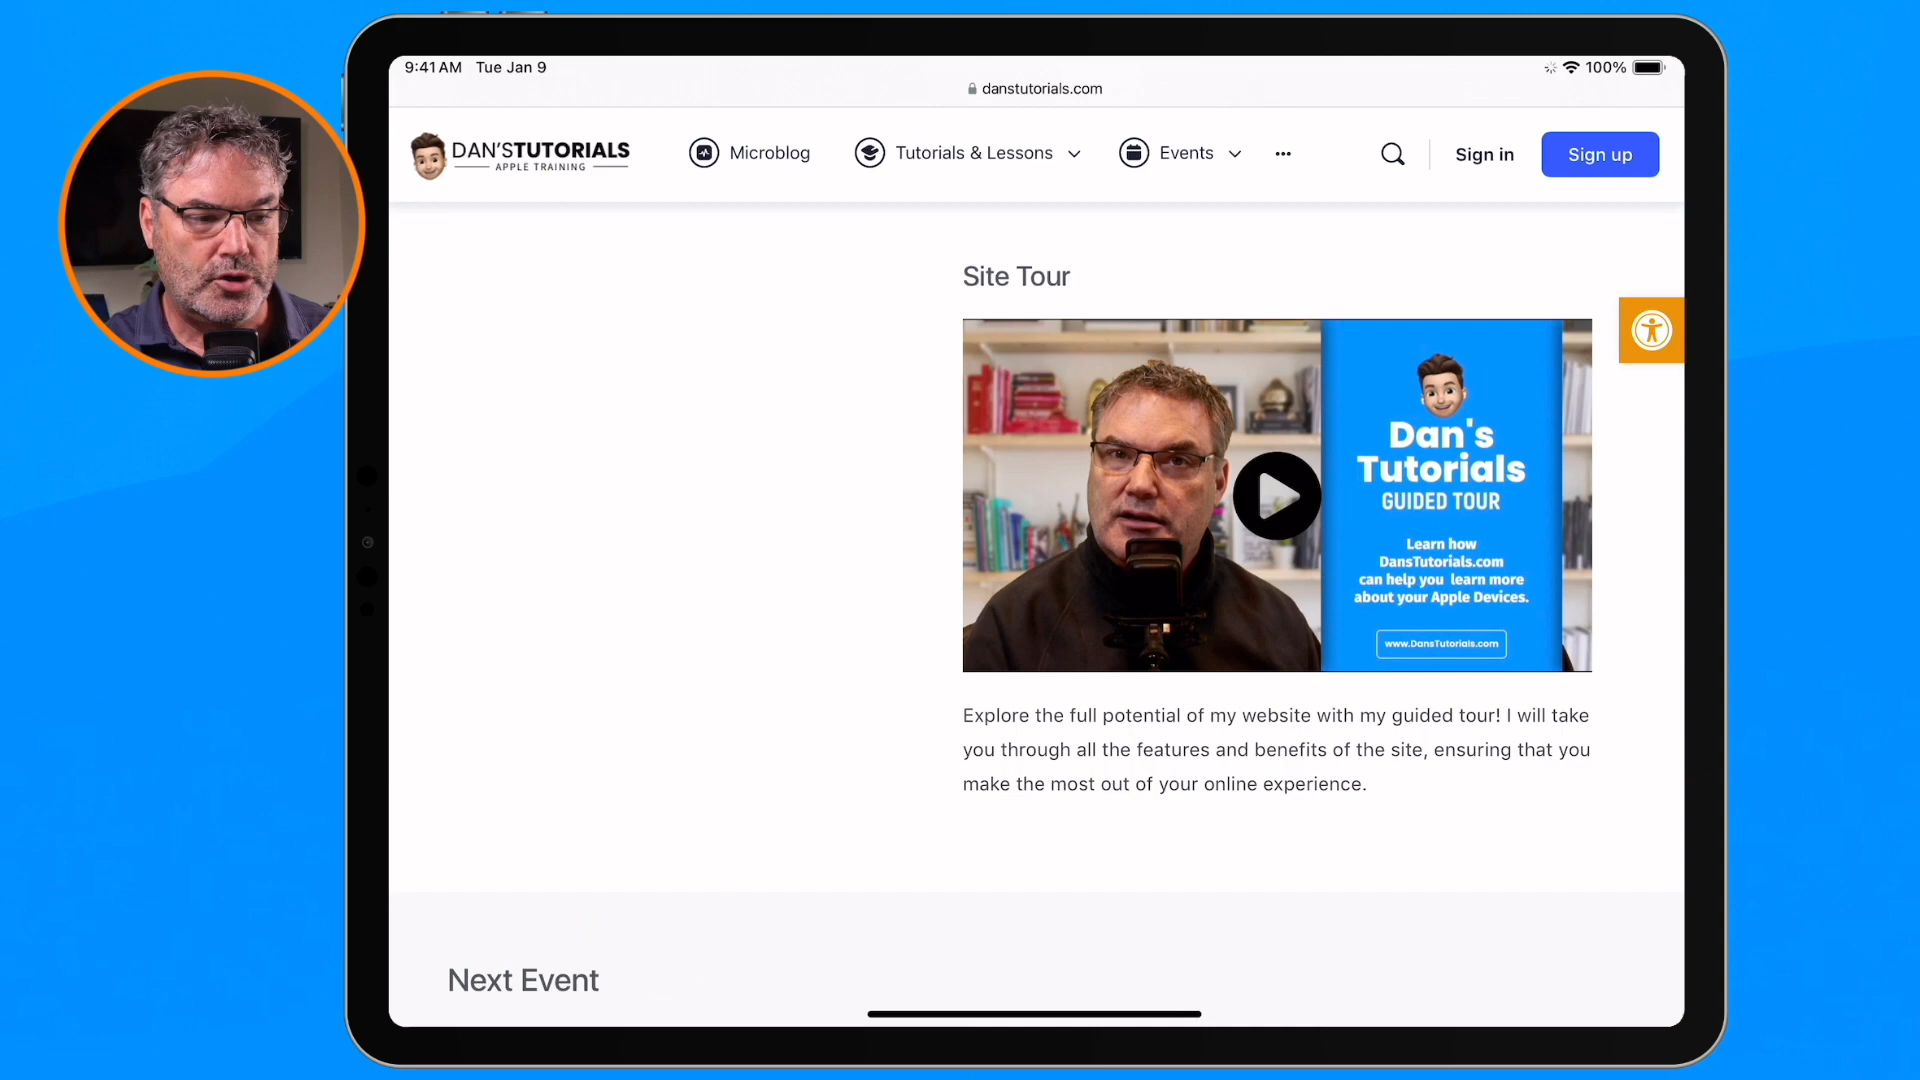 9:41 AM Tue Jan 9
100%
danstutorials.com
DAN'STUTORIALS
APPLE TRAINING
Microblog
Tutorials & Lessons
Events
Sign in
Sign up
Site Tour
Dan's
Tutorials
GUIDED TOUR
Learn how
DansTutorials.com
can help you learn more
about your Apple Devices.
www.DansTutorials.com
Explore the full potential of my website with my guided tour! I will take
you through all the features and benefits of the site, ensuring that you
make the most out of your online experience.
Next Event